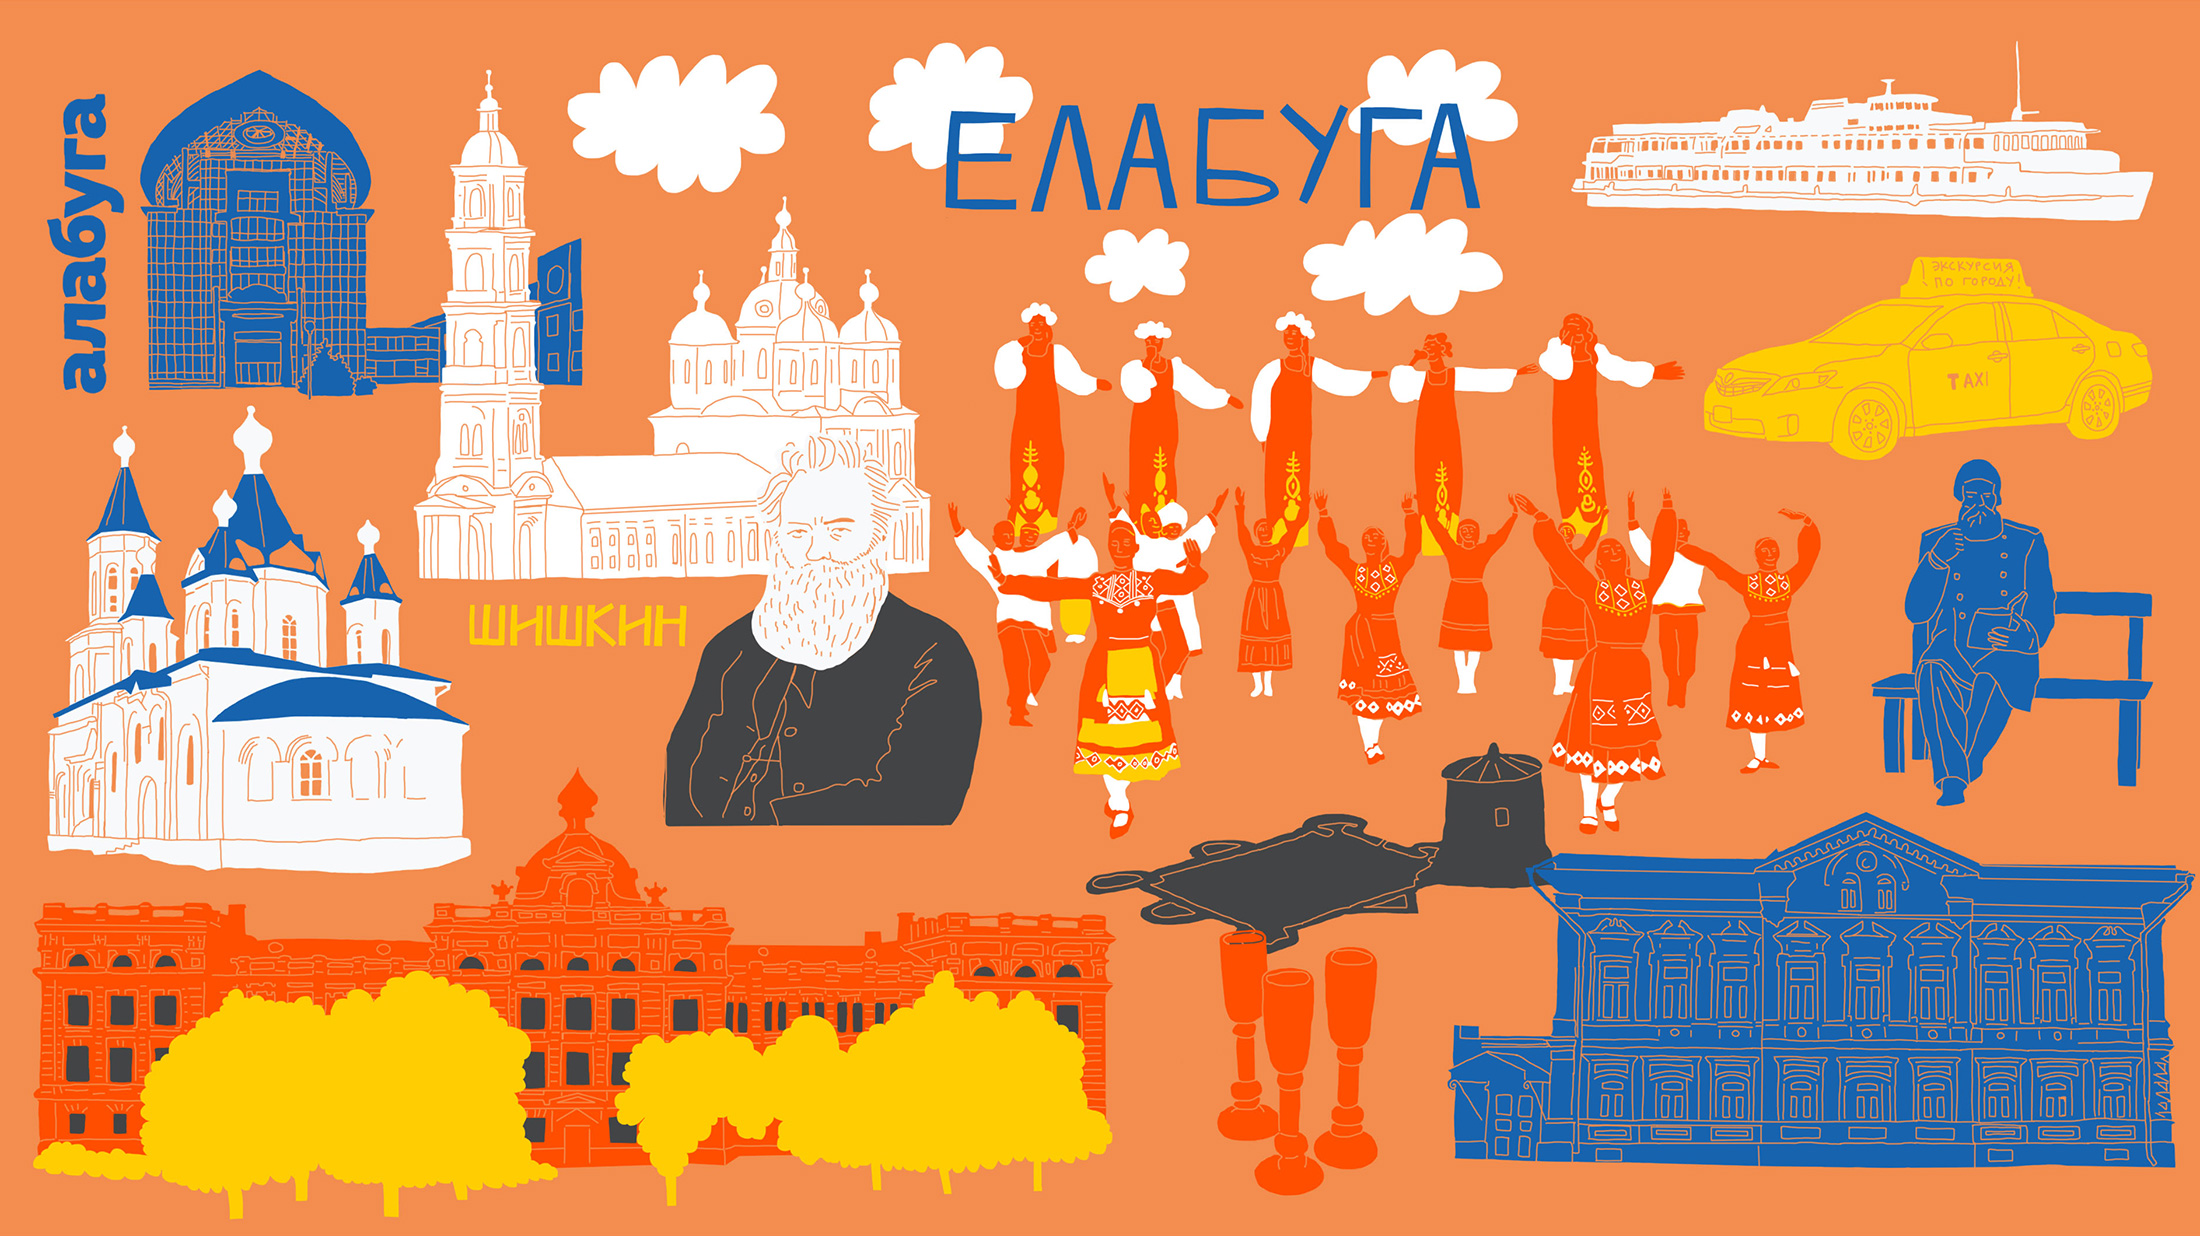 алабуга
ЕЛАБУГА
! ЭКСКУРСИЯ
ПО ГОРОДУ!
TAXI
ШИШКИН